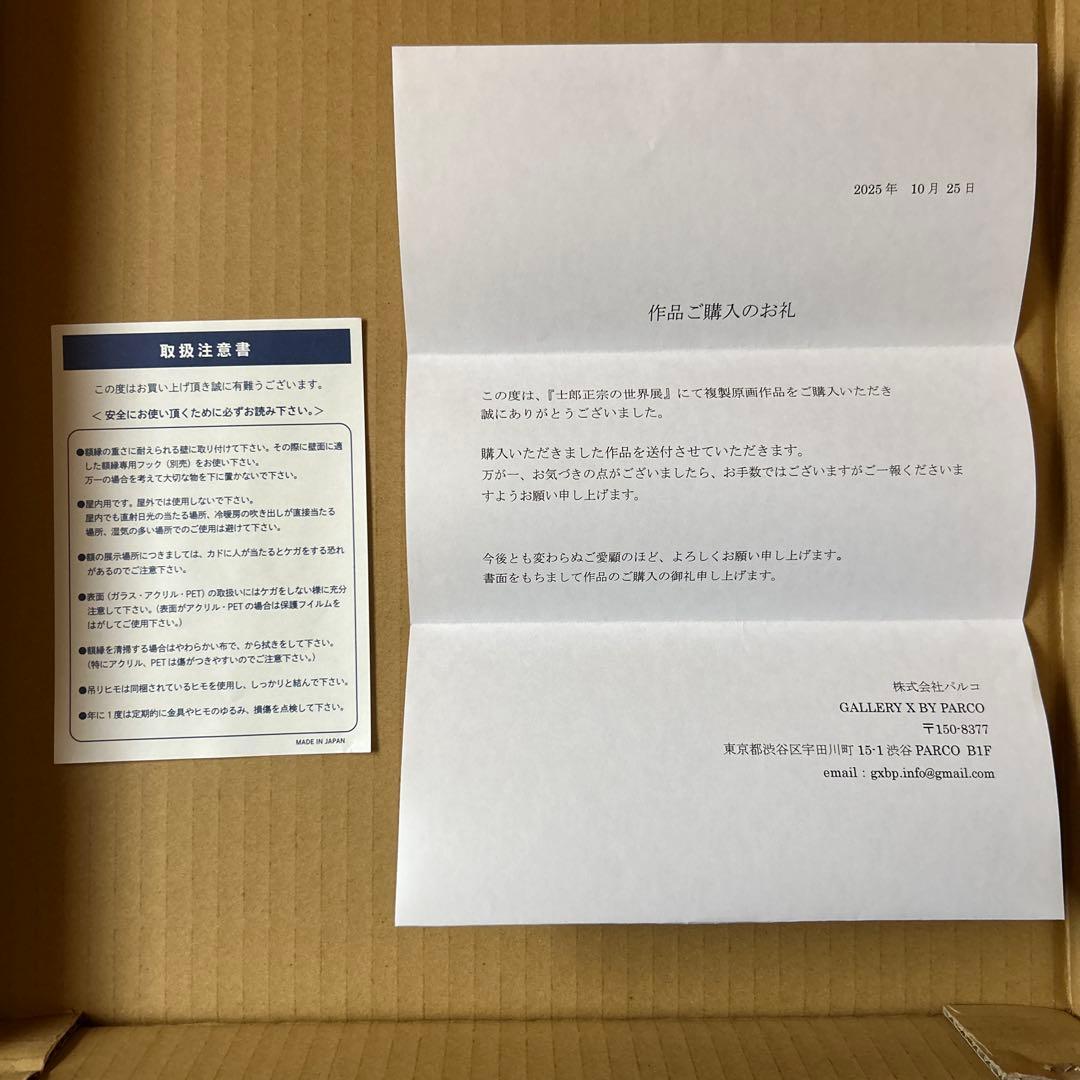 取扱注意書
この度はお買い上げ頂き誠に有難うございます。
＜安全にお使い頂くために必ずお読み下さい。＞
●額縁の重さに耐えられる壁に取り付けて下さい。その際に壁面に適
した額縁専用フック（別売）をお使い下さい。
万一の場合を考えて大切な物を下に置かないで下さい。
●屋内用です。屋外では使用しないで下さい。
屋内でも直射日光の当たる場所、冷暖房の吹き出しが直接当たる
場所、湿気の多い場所でのご使用は避けて下さい。
●額の展示場所につきましては、カドに人が当たるとケガをする恐れ
があるのでご注意下さい。
●表面（ガラス・アクリル・PET）の取扱いにはケガをしない様に充分
注意して下さい。（表面がアクリル・PETの場合は保護フイルムを
はがしてご使用下さい。）
●額縁を清掃する場合はやわらかい布で、から拭きをして下さい。
（特にアクリル、PETは傷がつきやすいのでご注意下さい。）
●吊りヒモは同梱されているヒモを使用し、しっかりと結んで下さい。
●年に1度は定期的に金具やヒモのゆるみ、損傷を点検して下さい。
MADE IN JAPAN
2025年 10月 25日
作品ご購入のお礼
この度は、『士郎正宗の世界展』にて複製原画作品をご購入いただき
誠にありがとうございました。
購入いただきました作品を送付させていただきます。
万が一、お気づきの点がございましたら、お手数ではございますがご一報くださいま
すようお願い申し上げます。
今後とも変わらぬご愛顧のほど、よろしくお願い申し上げます。
書面をもちまして作品のご購入の御礼申し上げます。
株式会社パルコ
GALLERY X BY PARCO
〒150-8377
東京都渋谷区宇田川町 15-1 渋谷 PARCO B1F
email：gxbp.info@gmail.com